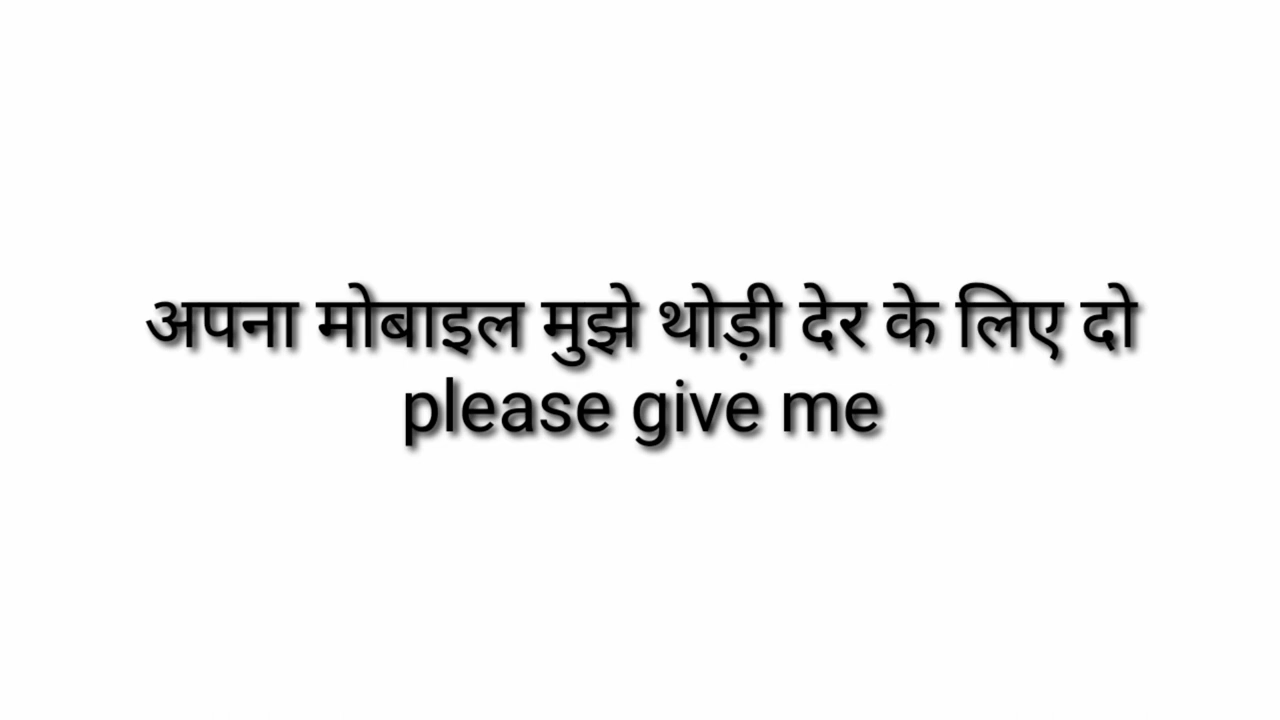 अपना मोबाइल मुझे थोड़ी देर के लिए दो
please give me